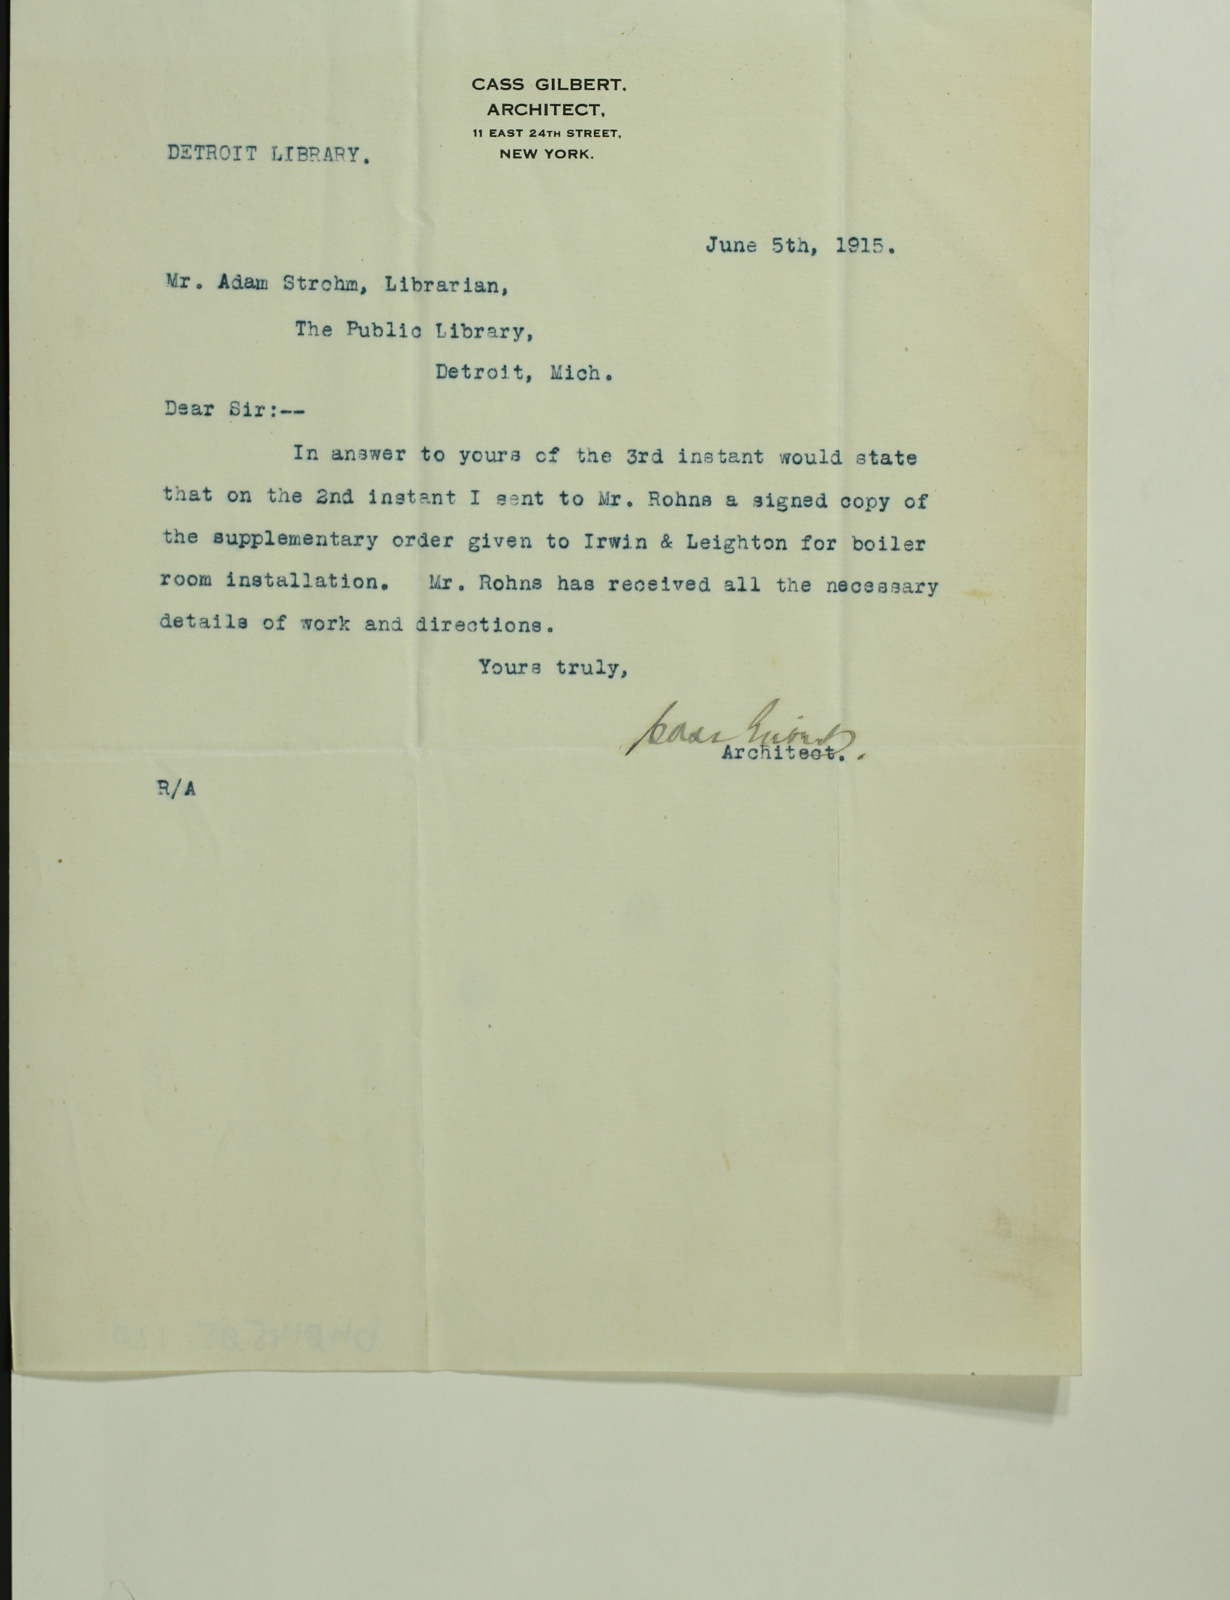 CASS GILBERT,
ARCHITECT,
11 EAST 24TH STREET,
NEW YORK.
DETROIT LIBRARY.
June 5th, 1915.
Mr. Adam Strohm, Librarian,
The Public Library,
Detroit, Mich.
Dear Sir:--
In answer to yours of the 3rd instant would state
that on the 2nd instant I sent to Mr. Rohns a signed copy of
the supplementary order given to Irwin & Leighton for boiler
room installation. Mr. Rohns has received all the necessary
details of work and directions.
Yours truly,
Cass Gilbert
Architect.
R/A